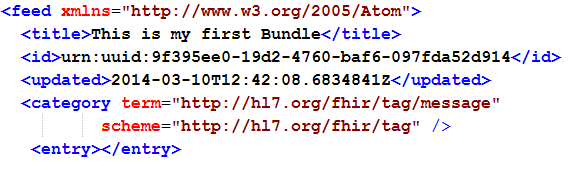 <feed xmlns="http://www.w3.org/2005/Atom">
<title>This is my first Bundle</title>
<id>urn:uuid:9f395ee0-19d2-4760-baf6-097fda52d914</id>
<updated>2014-03-10T12:42:08.6834841Z</updated>
<category term="http://hl7.org/fhir/tag/message"
scheme="http://hl7.org/fhir/tag" />
<entry></entry>